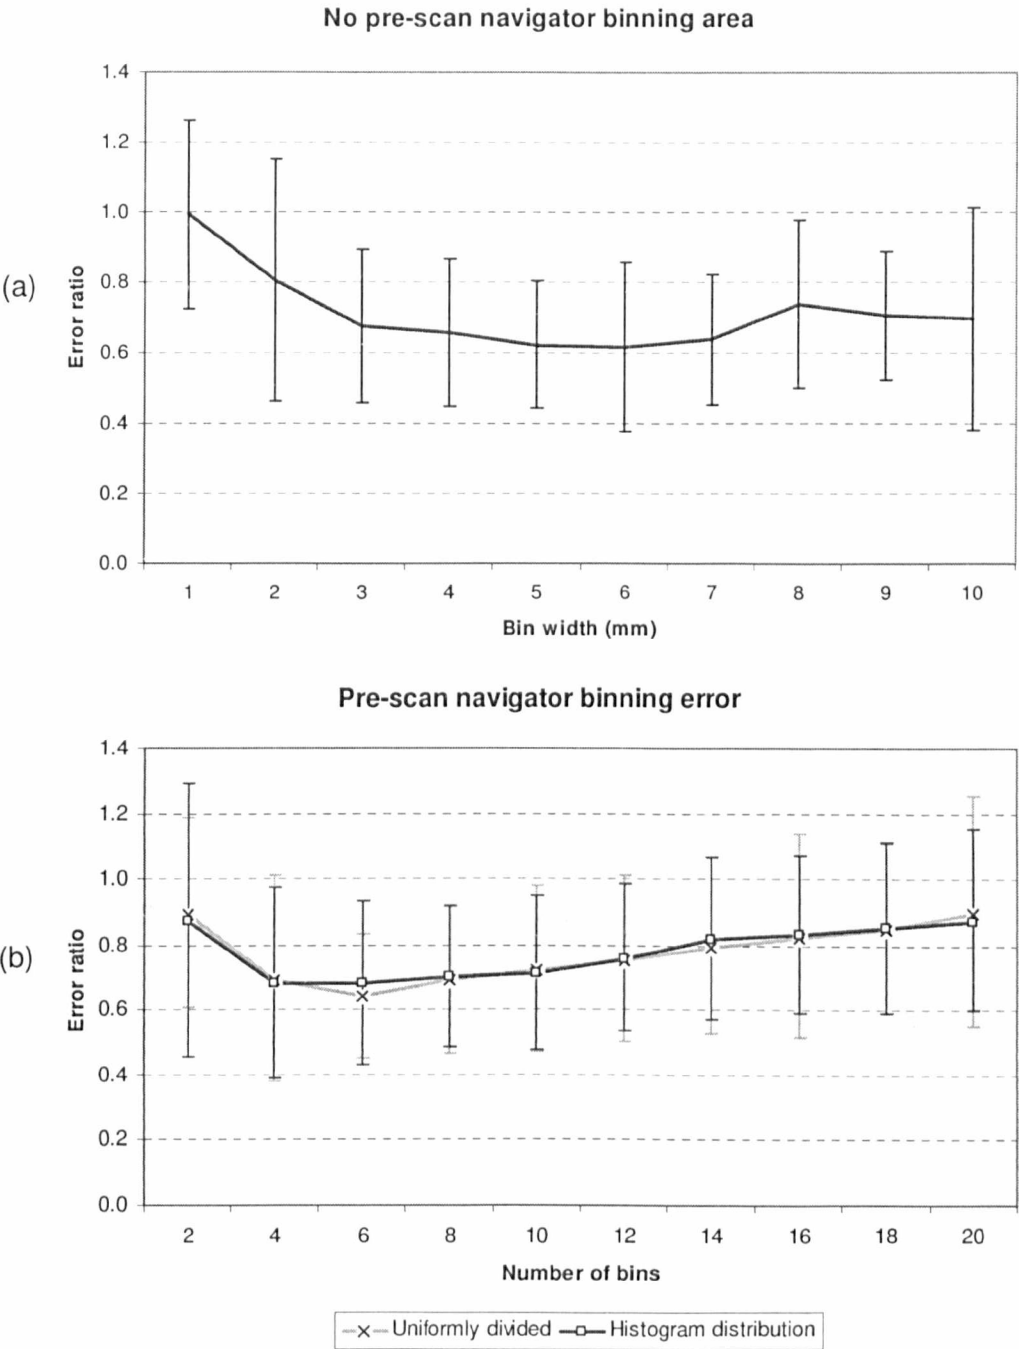 No pre-scan navigator binning area
1.4
1.2
1.0
(a)
0.8
Error ratio
0.6
0.4
0.2
0.0
1 2 3 4 5 6 7 8 9 10
Bin width (mm)
Pre-scan navigator binning error
1.4
1.2
1.0
(b)
0.8
Error ratio
0.6
0.4
0.2
0.0
2 4 6 8 10 12 14 16 18 20
Number of bins
Uniformly divided Histogram distribution